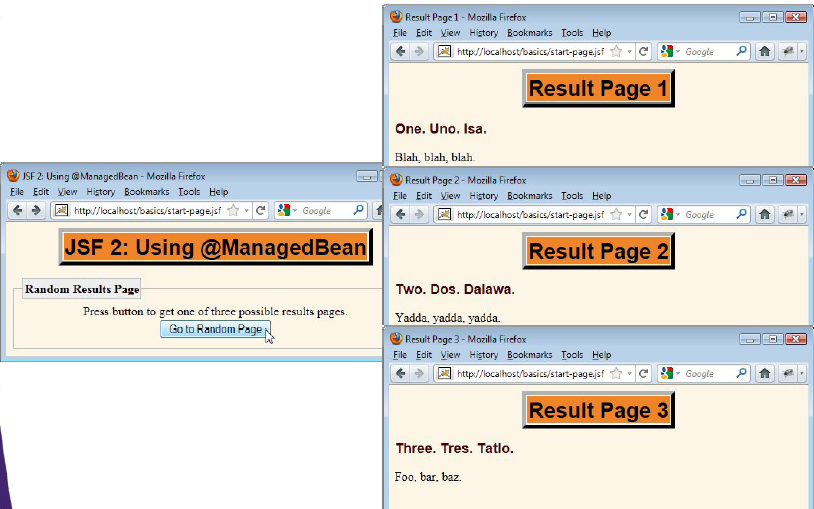 JSF 2: Using @ManagedBean - Mozilla Firefox
File Edit View History Bookmarks Tools Help
http://localhost/basics/start-page.jsf
Google
JSF 2: Using @ManagedBean
Random Results Page
Press button to get one of three possible results pages.
Go to Random Page
Result Page 1 - Mozilla Firefox
File Edit View History Bookmarks Tools Help
http://localhost/basics/start-page.jsf
Google
Result Page 1
One. Uno. Isa.
Blah, blah, blah.
Result Page 2 - Mozilla Firefox
File Edit View History Bookmarks Tools Help
http://localhost/basics/start-page.jsf
Google
Result Page 2
Two. Dos. Dalawa.
Yadda, yadda, yadda.
Result Page 3 - Mozilla Firefox
File Edit View History Bookmarks Tools Help
http://localhost/basics/start-page.jsf
Google
Result Page 3
Three. Tres. Tatlo.
Foo, bar, baz.